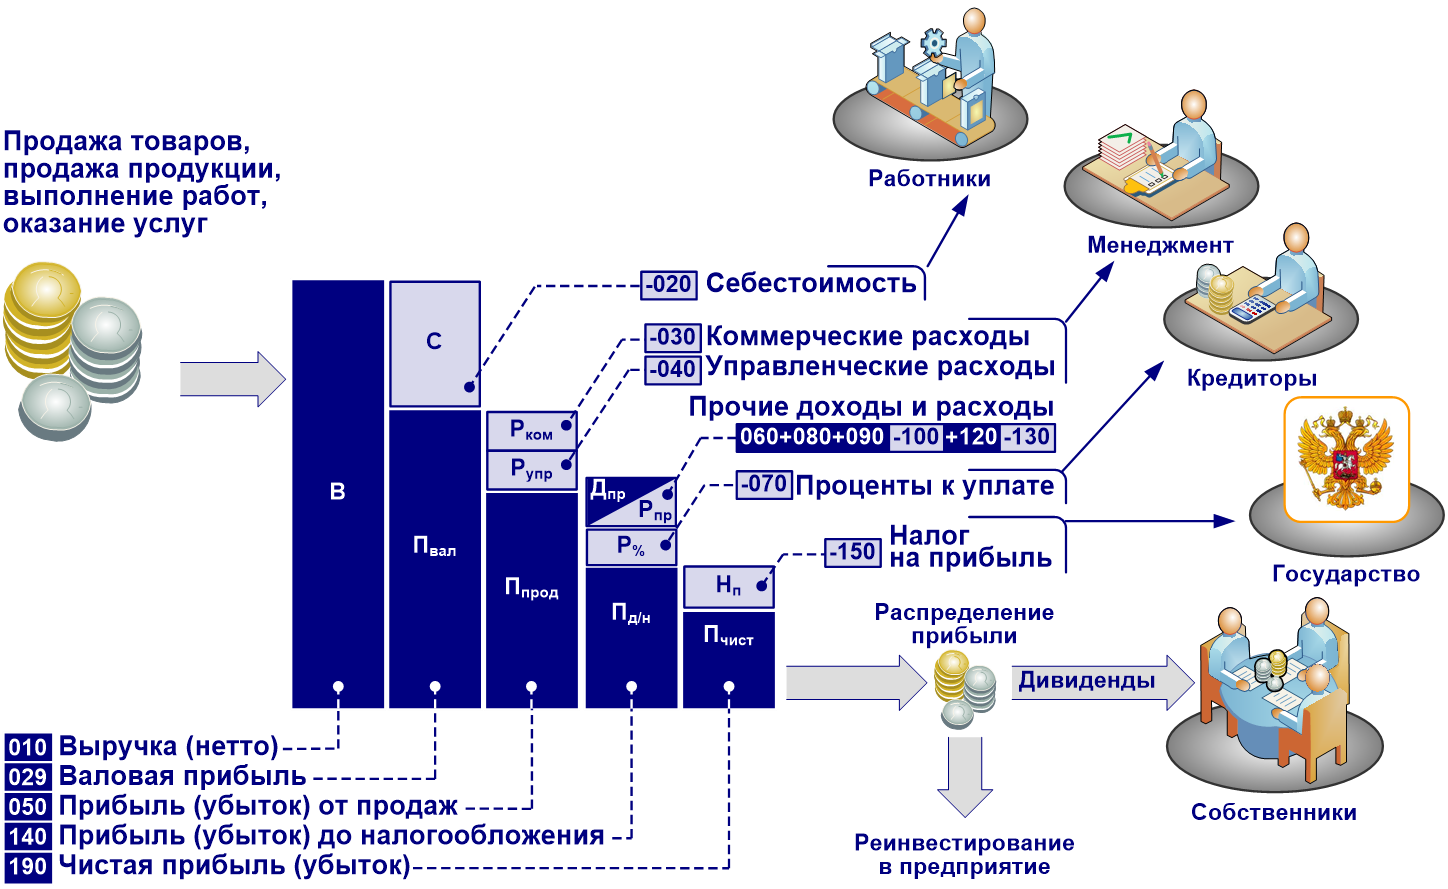 Продажа товаров,
продажа продукции,
выполнение работ,
оказание услуг
Работники
Менеджмент
Кредиторы
Государство
Собственники
-020 Себестоимость
-030 Коммерческие расходы
-040 Управленческие расходы
Прочие доходы и расходы
060+080+090 -100 +120 -130
-070 Проценты к уплате
-150 Налог
на прибыль
В
С
Пвал
Рком
Рупр
Ппрод
Дпр
Рпр
Р%
Пд/н
Нп
Пчист
Распределение
прибыли
Дивиденды
Реинвестирование
в предприятие
010 Выручка (нетто)
029 Валовая прибыль
050 Прибыль (убыток) от продаж
140 Прибыль (убыток) до налогообложения
190 Чистая прибыль (убыток)